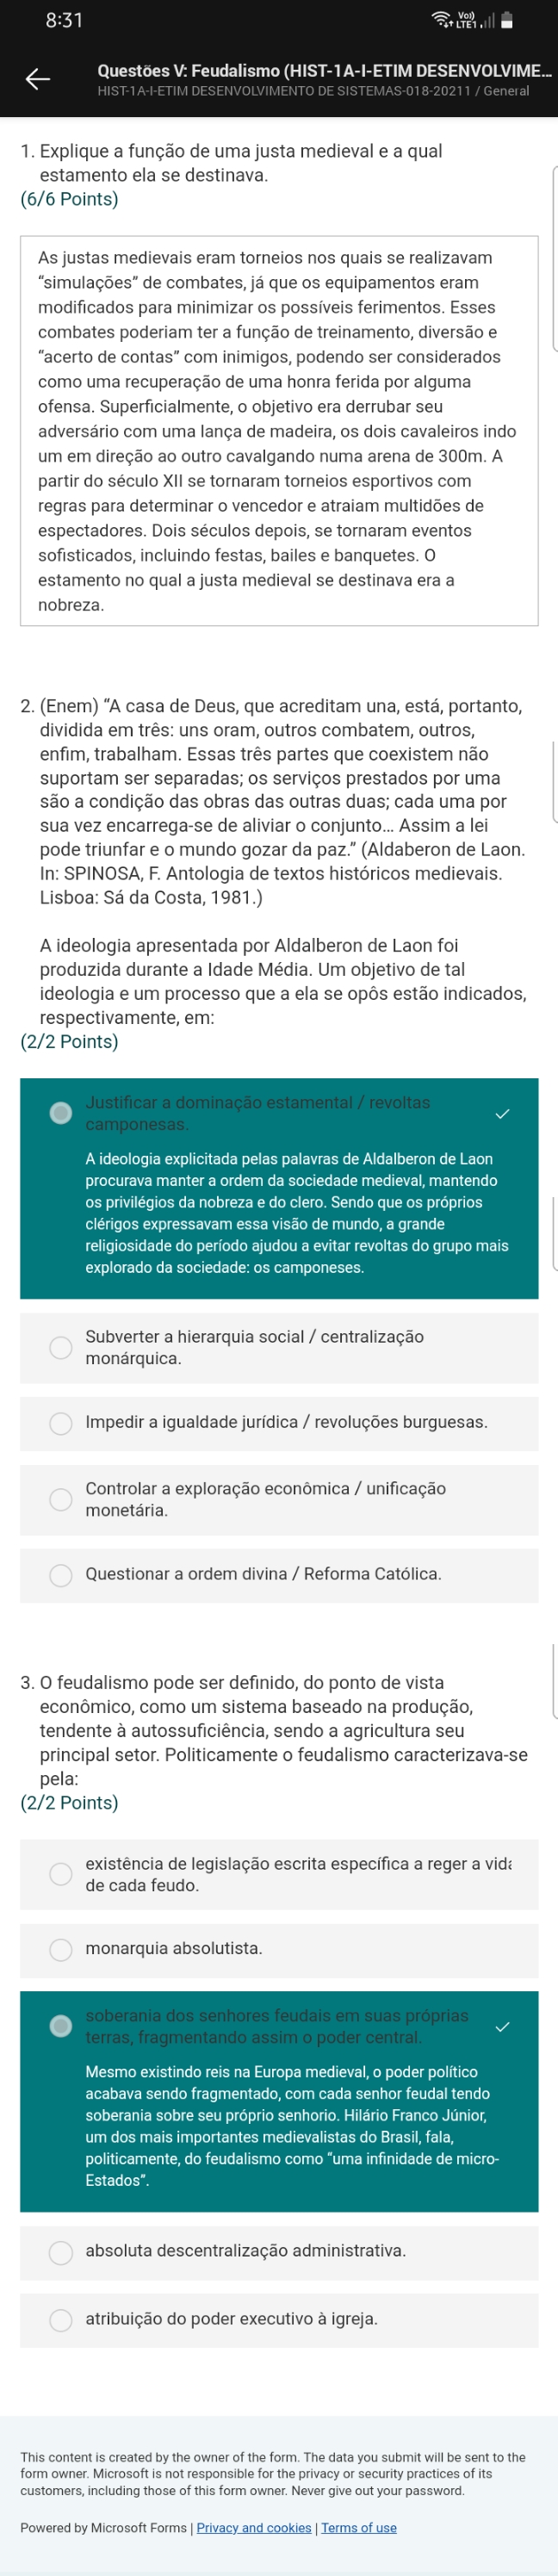 8:31
Vo)) LTE1
Questões V: Feudalismo (HIST-1A-I-ETIM DESENVOLVIME...
HIST-1A-I-ETIM DESENVOLVIMENTO DE SISTEMAS-018-20211 / General
1. Explique a função de uma justa medieval e a qual
estamento ela se destinava.
(6/6 Points)
As justas medievais eram torneios nos quais se realizavam
“simulações” de combates, já que os equipamentos eram
modificados para minimizar os possíveis ferimentos. Esses
combates poderiam ter a função de treinamento, diversão e
“acerto de contas” com inimigos, podendo ser considerados
como uma recuperação de uma honra ferida por alguma
ofensa. Superficialmente, o objetivo era derrubar seu
adversário com uma lança de madeira, os dois cavaleiros indo
um em direção ao outro cavalgando numa arena de 300m. A
partir do século XII se tornaram torneios esportivos com
regras para determinar o vencedor e atraiam multidões de
espectadores. Dois séculos depois, se tornaram eventos
sofisticados, incluindo festas, bailes e banquetes. O
estamento no qual a justa medieval se destinava era a
nobreza.
2. (Enem) “A casa de Deus, que acreditam una, está, portanto,
dividida em três: uns oram, outros combatem, outros,
enfim, trabalham. Essas três partes que coexistem não
suportam ser separadas; os serviços prestados por uma
são a condição das obras das outras duas; cada uma por
sua vez encarrega-se de aliviar o conjunto... Assim a lei
pode triunfar e o mundo gozar da paz.” (Aldaberon de Laon.
In: SPINOSA, F. Antologia de textos históricos medievais.
Lisboa: Sá da Costa, 1981.)
A ideologia apresentada por Aldalberon de Laon foi
produzida durante a Idade Média. Um objetivo de tal
ideologia e um processo que a ela se opôs estão indicados,
respectivamente, em:
(2/2 Points)
Justificar a dominação estamental / revoltas
camponesas.
A ideologia explicitada pelas palavras de Aldalberon de Laon
procurava manter a ordem da sociedade medieval, mantendo
os privilégios da nobreza e do clero. Sendo que os próprios
clérigos expressavam essa visão de mundo, a grande
religiosidade do período ajudou a evitar revoltas do grupo mais
explorado da sociedade: os camponeses.
Subverter a hierarquia social / centralização
monárquica.
Impedir a igualdade jurídica / revoluções burguesas.
Controlar a exploração econômica / unificação
monetária.
Questionar a ordem divina / Reforma Católica.
3. O feudalismo pode ser definido, do ponto de vista
econômico, como um sistema baseado na produção,
tendente à autossuficiência, sendo a agricultura seu
principal setor. Politicamente o feudalismo caracterizava-se
pela:
(2/2 Points)
existência de legislação escrita específica a reger a vida
de cada feudo.
monarquia absolutista.
soberania dos senhores feudais em suas próprias
terras, fragmentando assim o poder central.
Mesmo existindo reis na Europa medieval, o poder político
acabava sendo fragmentado, com cada senhor feudal tendo
soberania sobre seu próprio senhorio. Hilário Franco Júnior,
um dos mais importantes medievalistas do Brasil, fala,
politicamente, do feudalismo como “uma infinidade de micro-
Estados”.
absoluta descentralização administrativa.
atribuição do poder executivo à igreja.
This content is created by the owner of the form. The data you submit will be sent to the
form owner. Microsoft is not responsible for the privacy or security practices of its
customers, including those of this form owner. Never give out your password.
Powered by Microsoft Forms | Privacy and cookies | Terms of use